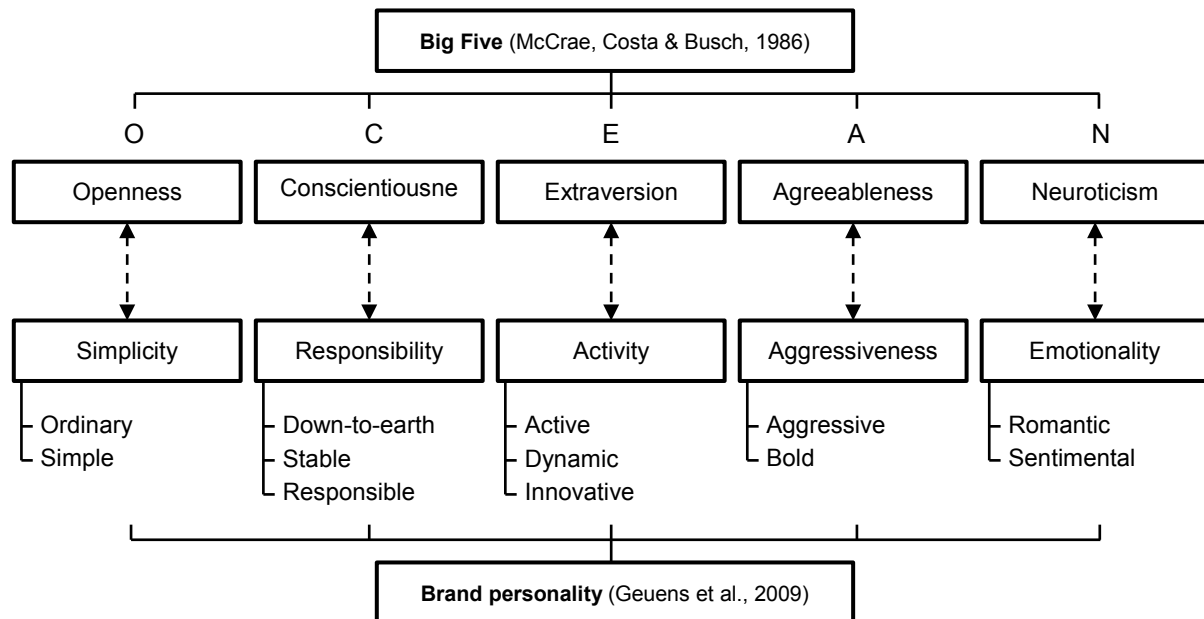 Big Five (McCrae, Costa & Busch, 1986)
O C E A N
Openness Conscientiousne Extraversion Agreeableness Neuroticism
Simplicity Responsibility Activity Aggressiveness Emotionality
Ordinary Down-to-earth Active Aggressive Romantic
Simple Stable Dynamic Bold Sentimental
Responsible Innovative
Brand personality (Geuens et al., 2009)